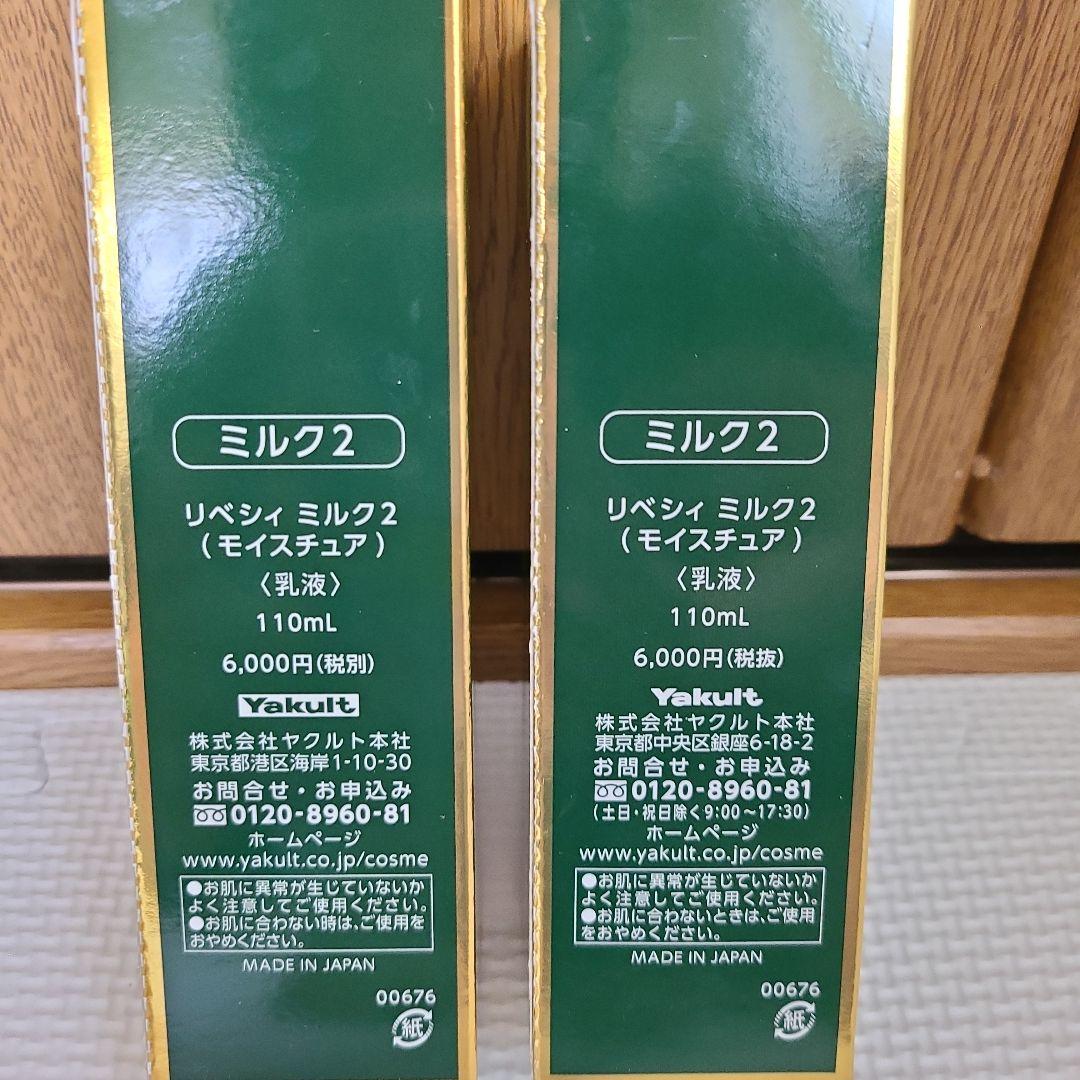 ミルク2
リベシィ ミルク2
(モイスチュア)
〈乳液〉
110mL
6,000円(税別)
Yakult
株式会社ヤクルト本社
東京都港区海岸1-10-30
お問合せ・お申込み
0120-8960-81
ホームページ
www.yakult.co.jp/cosme
●お肌に異常が生じていないか
よく注意してご使用ください。
●お肌に合わない時は、ご使用を
おやめください。
MADE IN JAPAN
00676
紙
ミルク2
リベシィ ミルク2
(モイスチュア)
〈乳液〉
110mL
6,000円(税抜)
Yakult
株式会社ヤクルト本社
東京都中央区銀座6-18-2
お問合せ・お申込み
0120-8960-81
(土日・祝日除く9:00〜17:30)
ホームページ
www.yakult.co.jp/cosme
●お肌に異常が生じていないか
よく注意してご使用ください。
●お肌に合わないときは、ご使用
をおやめください。
MADE IN JAPAN
00676
紙